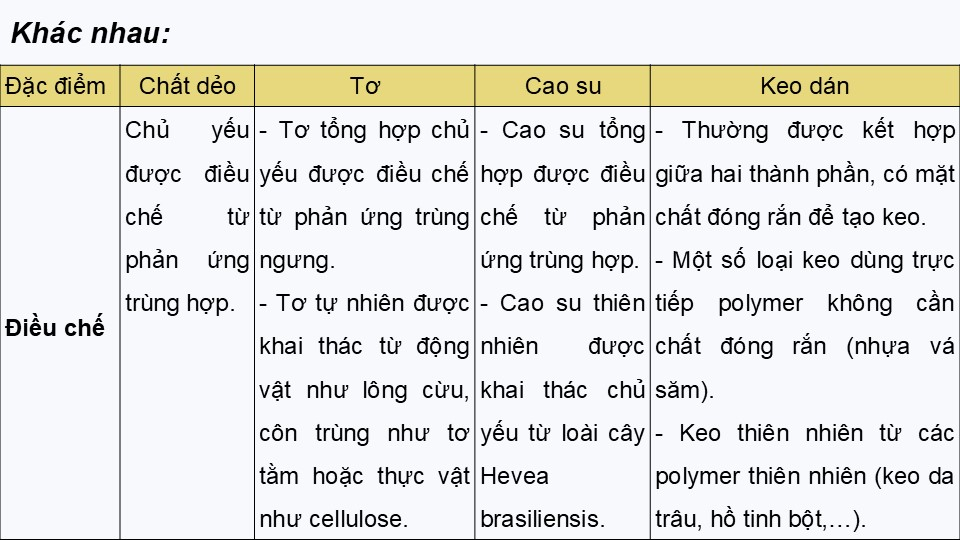 Khác nhau:
Đặc điểm
Chất dẻo
Tơ
Cao su
Keo dán
Điều chế
Chủ yếu
được điều
chế từ
phản ứng
trùng hợp.
- Tơ tổng hợp chủ
yếu được điều chế
từ phản ứng trùng
ngưng.
- Tơ tự nhiên được
khai thác từ động
vật như lông cừu,
côn trùng như tơ
tằm hoặc thực vật
như cellulose.
- Cao su tổng
hợp được điều
chế từ phản
ứng trùng hợp.
- Cao su thiên
nhiên được
khai thác chủ
yếu từ loài cây
Hevea
brasiliensis.
- Thường được kết hợp
giữa hai thành phần, có mặt
chất đóng rắn để tạo keo.
- Một số loại keo dùng trực
tiếp polymer không cần
chất đóng rắn (nhựa vá
săm).
- Keo thiên nhiên từ các
polymer thiên nhiên (keo da
trâu, hồ tinh bột,…).